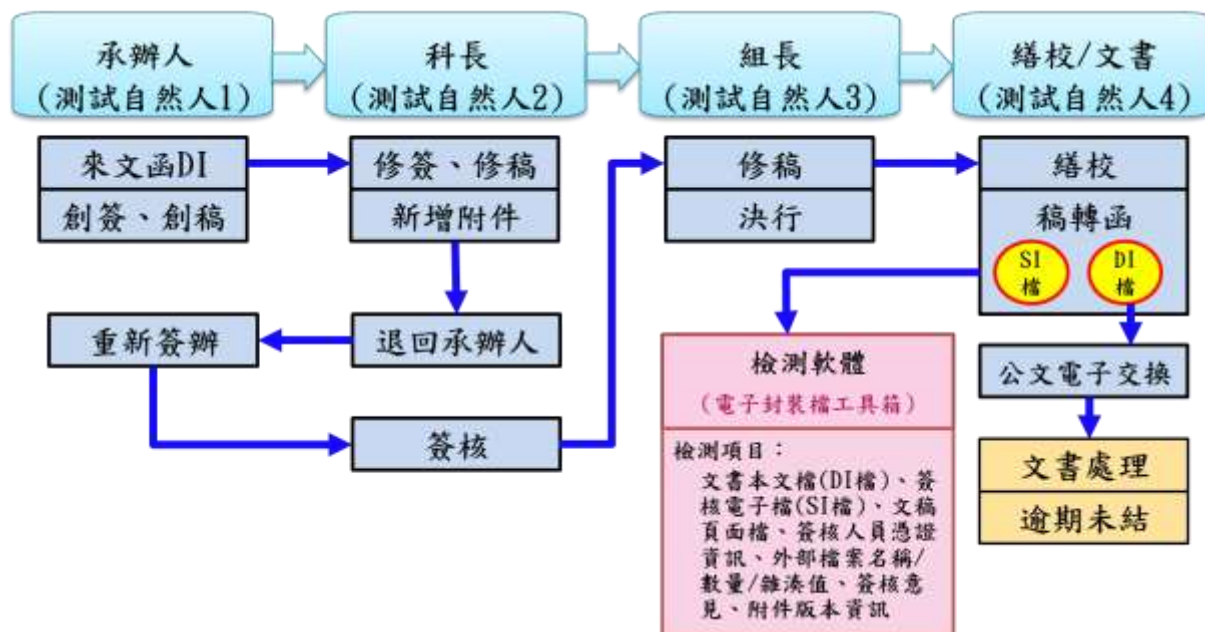 承辦人
(測試自然人1)
科長
(測試自然人2)
組長
(測試自然人3)
繕校/文書
(測試自然人4)
來文函DI
創簽、創稿
修簽、修稿
新增附件
修稿
決行
繕校
稿轉函
SI
檔
DI
檔
重新簽辦
退回承辦人
簽核
檢測軟體
(電子封裝檔工具箱)
檢測項目：
文書本文檔(DI檔)、簽
核電子檔(SI檔)、文稿
頁面檔、簽核人員憑證
資訊、外部檔案名稱/
數量/雜湊值、簽核意
見、附件版本資訊
公文電子交換
文書處理
逾期未結